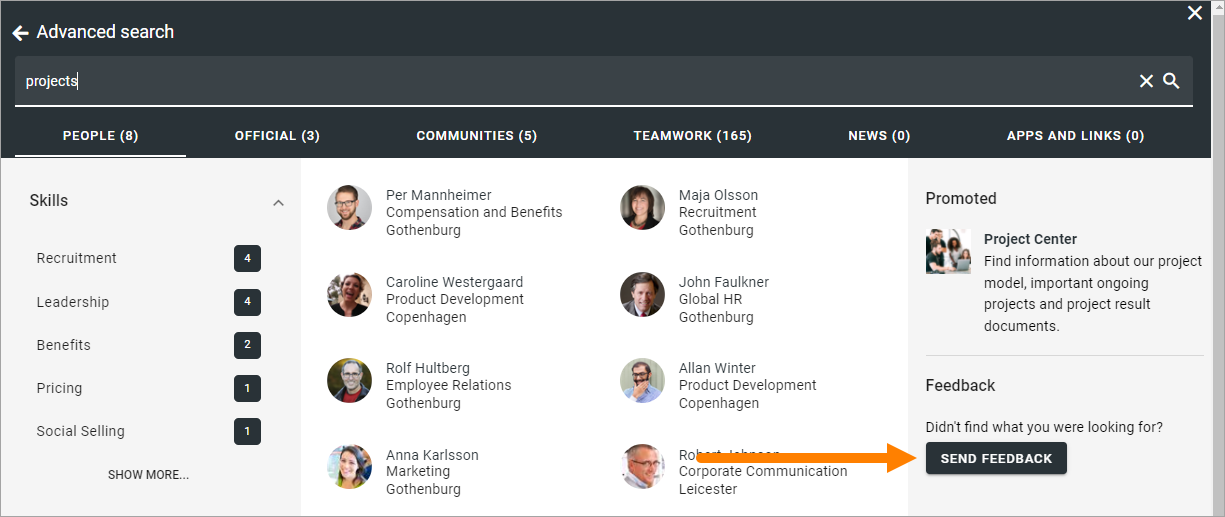 Advanced search
projects
PEOPLE (8)
OFFICIAL (3)
COMMUNITIES (5)
TEAMWORK (165)
NEWS (0)
APPS AND LINKS (0)
Skills
Recruitment 4
Leadership 4
Benefits 2
Pricing 1
Social Selling 1
SHOW MORE...
Per Mannheimer
Compensation and Benefits
Gothenburg
Maja Olsson
Recruitment
Gothenburg
Caroline Westergaard
Product Development
Copenhagen
John Faulkner
Global HR
Gothenburg
Rolf Hultberg
Employee Relations
Gothenburg
Allan Winter
Product Development
Copenhagen
Anna Karlsson
Marketing
Gothenburg
Corporate Communication
Leicester
Promoted
Project Center
Find information about our project
model, important ongoing
projects and project result
documents.
Feedback
Didn't find what you were looking for?
SEND FEEDBACK